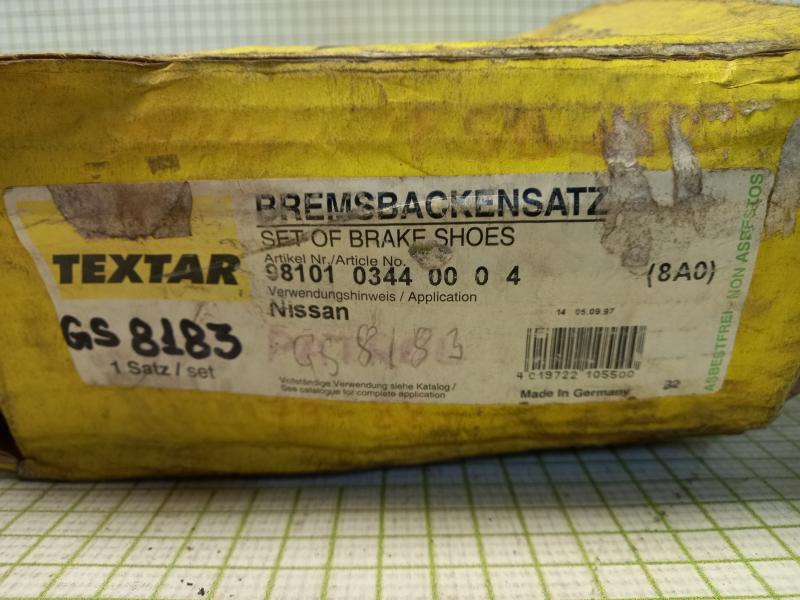 BREMSBACKENSATZ
SET OF BRAKE SHOES
TEXTAR
Artikel Nr./Article No.
98101 0344 00 0 4 (8A0)
Verwendungshinweis / Application
Nissan
14 05.09.97
GS 8183
GS 8183
1 Satz / set
Vollständige Verwendung siehe Katalog /
See catalogue for complete application
4 019722 105500
Made in Germany
32
ASBESTFREI - NON ASBESTOS